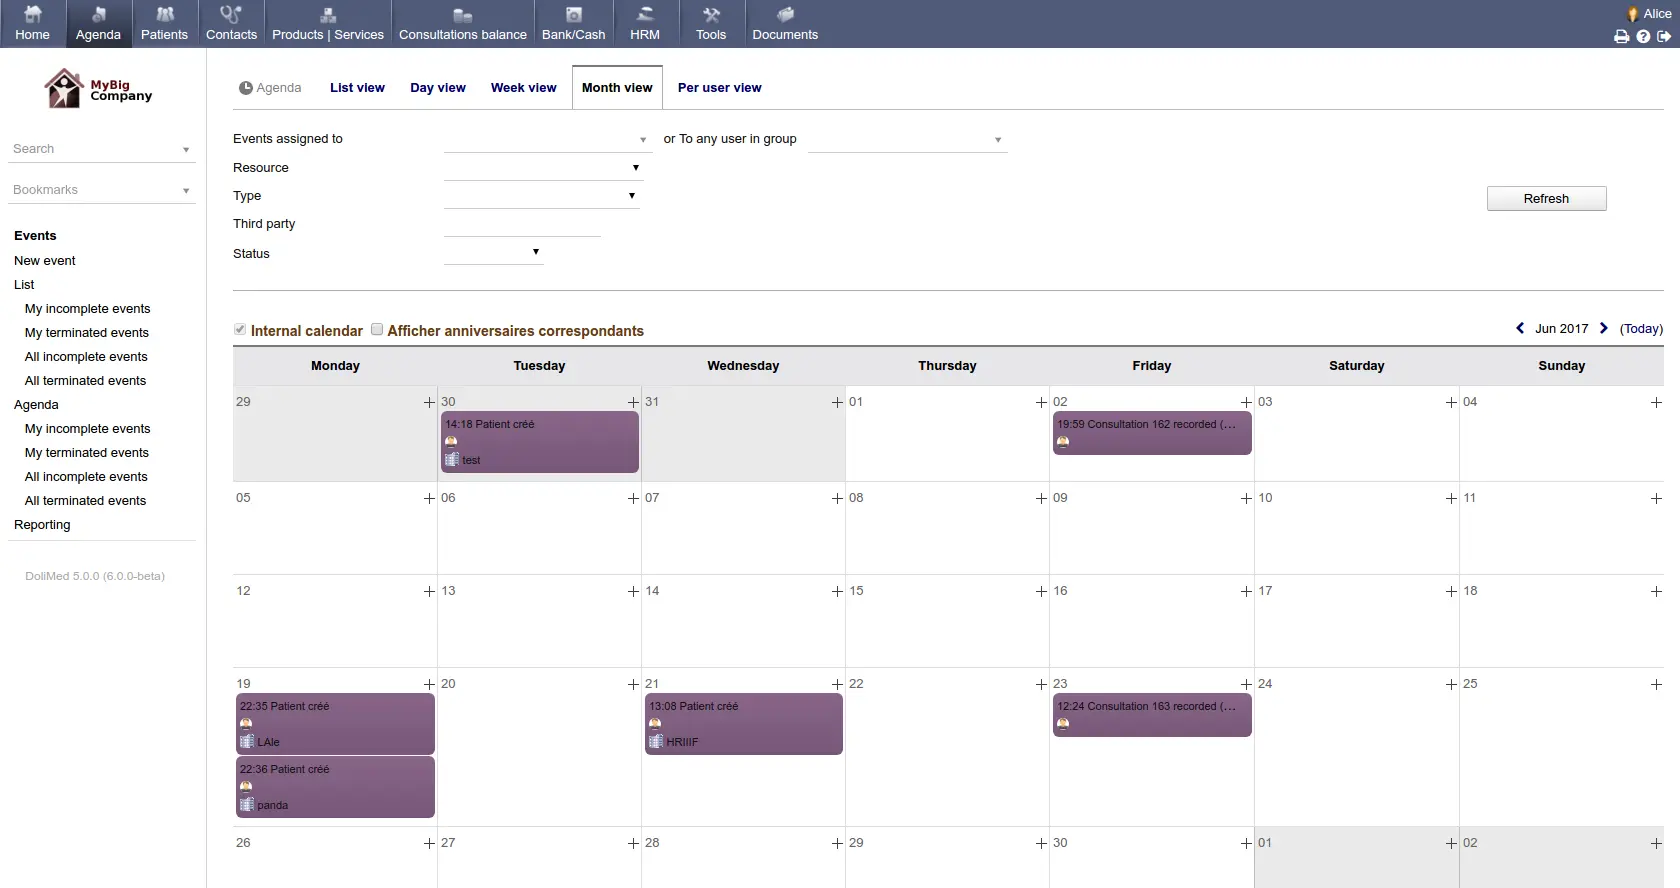 Home Agenda Patients Contacts Products | Services Consultations balance Bank/Cash HRM Tools Documents
Alice
MyBig
Company
Search
Bookmarks
Events
New event
List
My incomplete events
My terminated events
All incomplete events
All terminated events
Agenda
My incomplete events
My terminated events
All incomplete events
All terminated events
Reporting
DoliMed 5.0.0 (6.0.0-beta)
Agenda List view Day view Week view Month view Per user view
Events assigned to or To any user in group
Resource
Type
Refresh
Third party
Status
Internal calendar Afficher anniversaires correspondants
Jun 2017 (Today)
Monday Tuesday Wednesday Thursday Friday Saturday Sunday
29 30 31 01 02 03 04
14:18 Patient créé
test
19:59 Consultation 162 recorded (...
05 06 07 08 09 10 11
12 13 14 15 16 17 18
19 20 21 22 23 24 25
22:35 Patient créé
LAle
22:36 Patient créé
panda
13:08 Patient créé
HRIIIF
12:24 Consultation 163 recorded (...
26 27 28 29 30 01 02